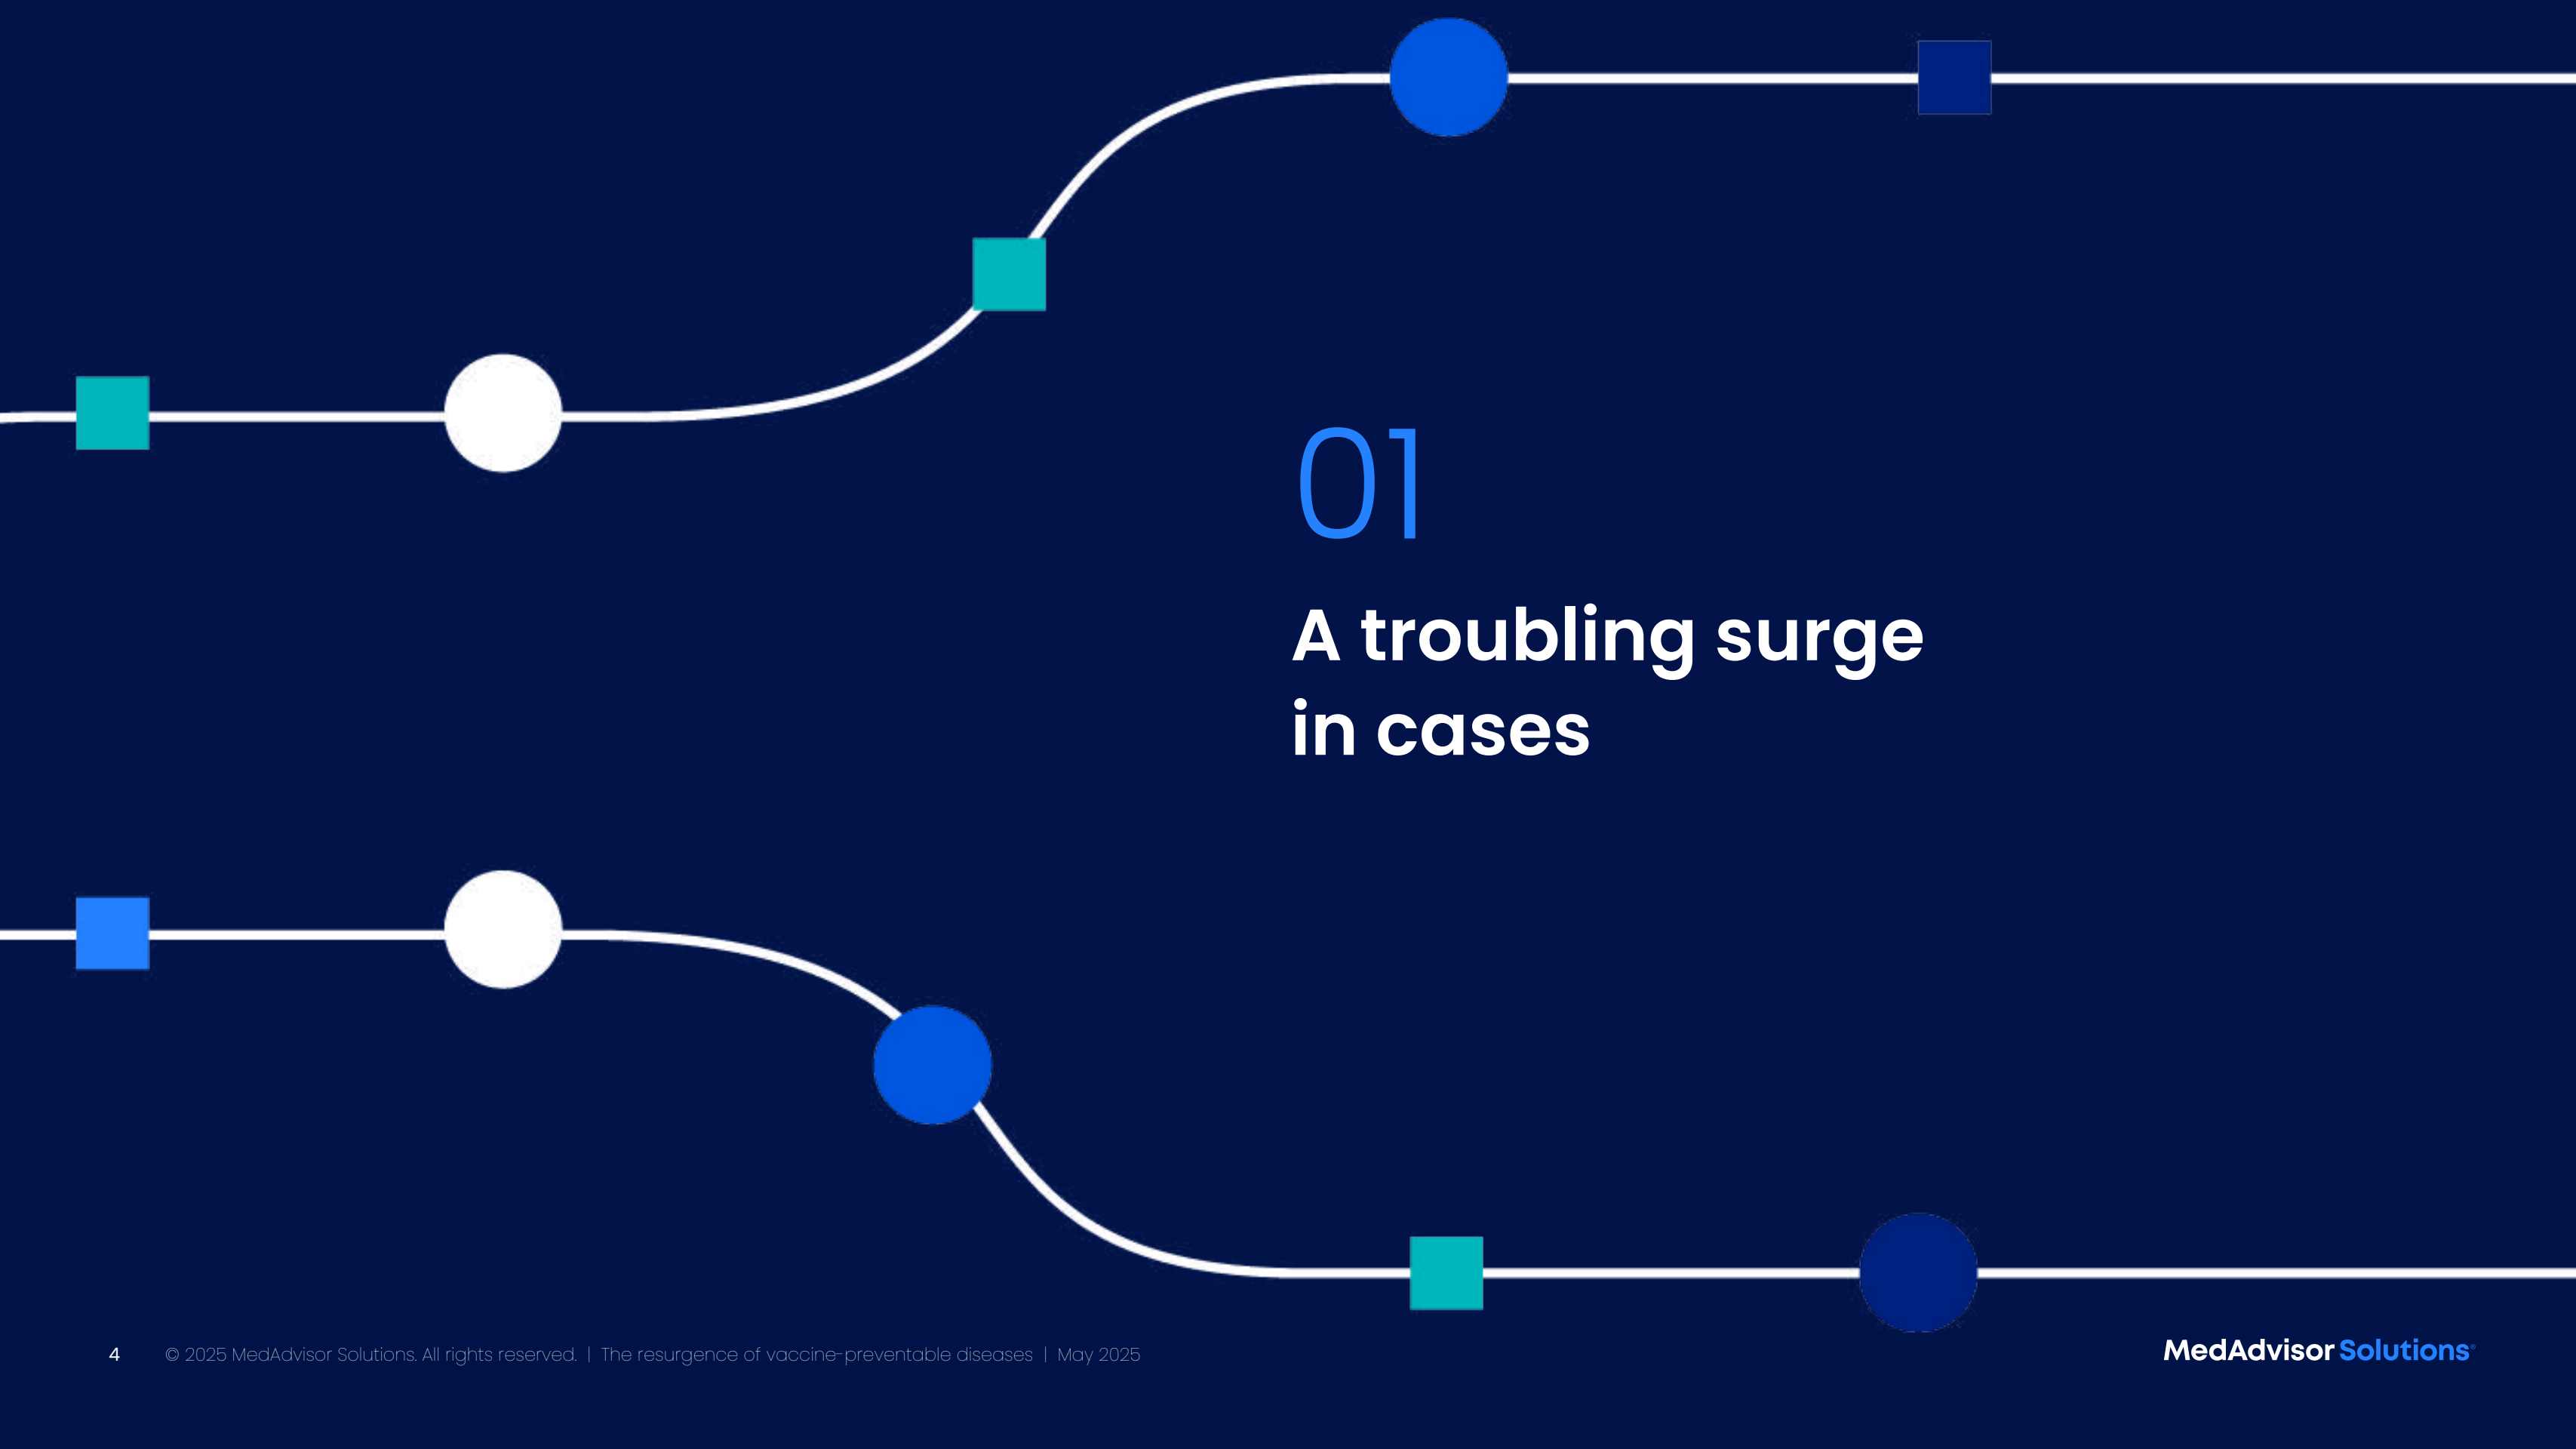 01
A troubling surge
in cases
4 © 2025 MedAdvisor Solutions. All rights reserved. | The resurgence of vaccine-preventable diseases | May 2025
MedAdvisor Solutions